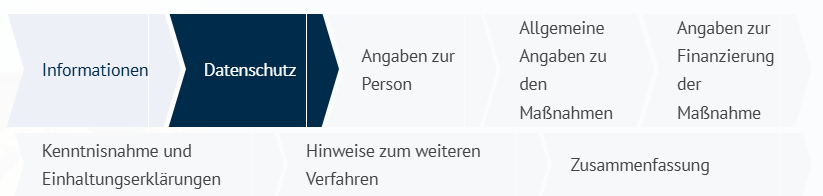 Informationen
Datenschutz
Angaben zur
Person
Allgemeine
Angaben zu
den
Maßnahmen
Angaben zur
Finanzierung
der
Maßnahme
Kenntnisnahme und
Einhaltungserklärungen
Hinweise zum weiteren
Verfahren
Zusammenfassung